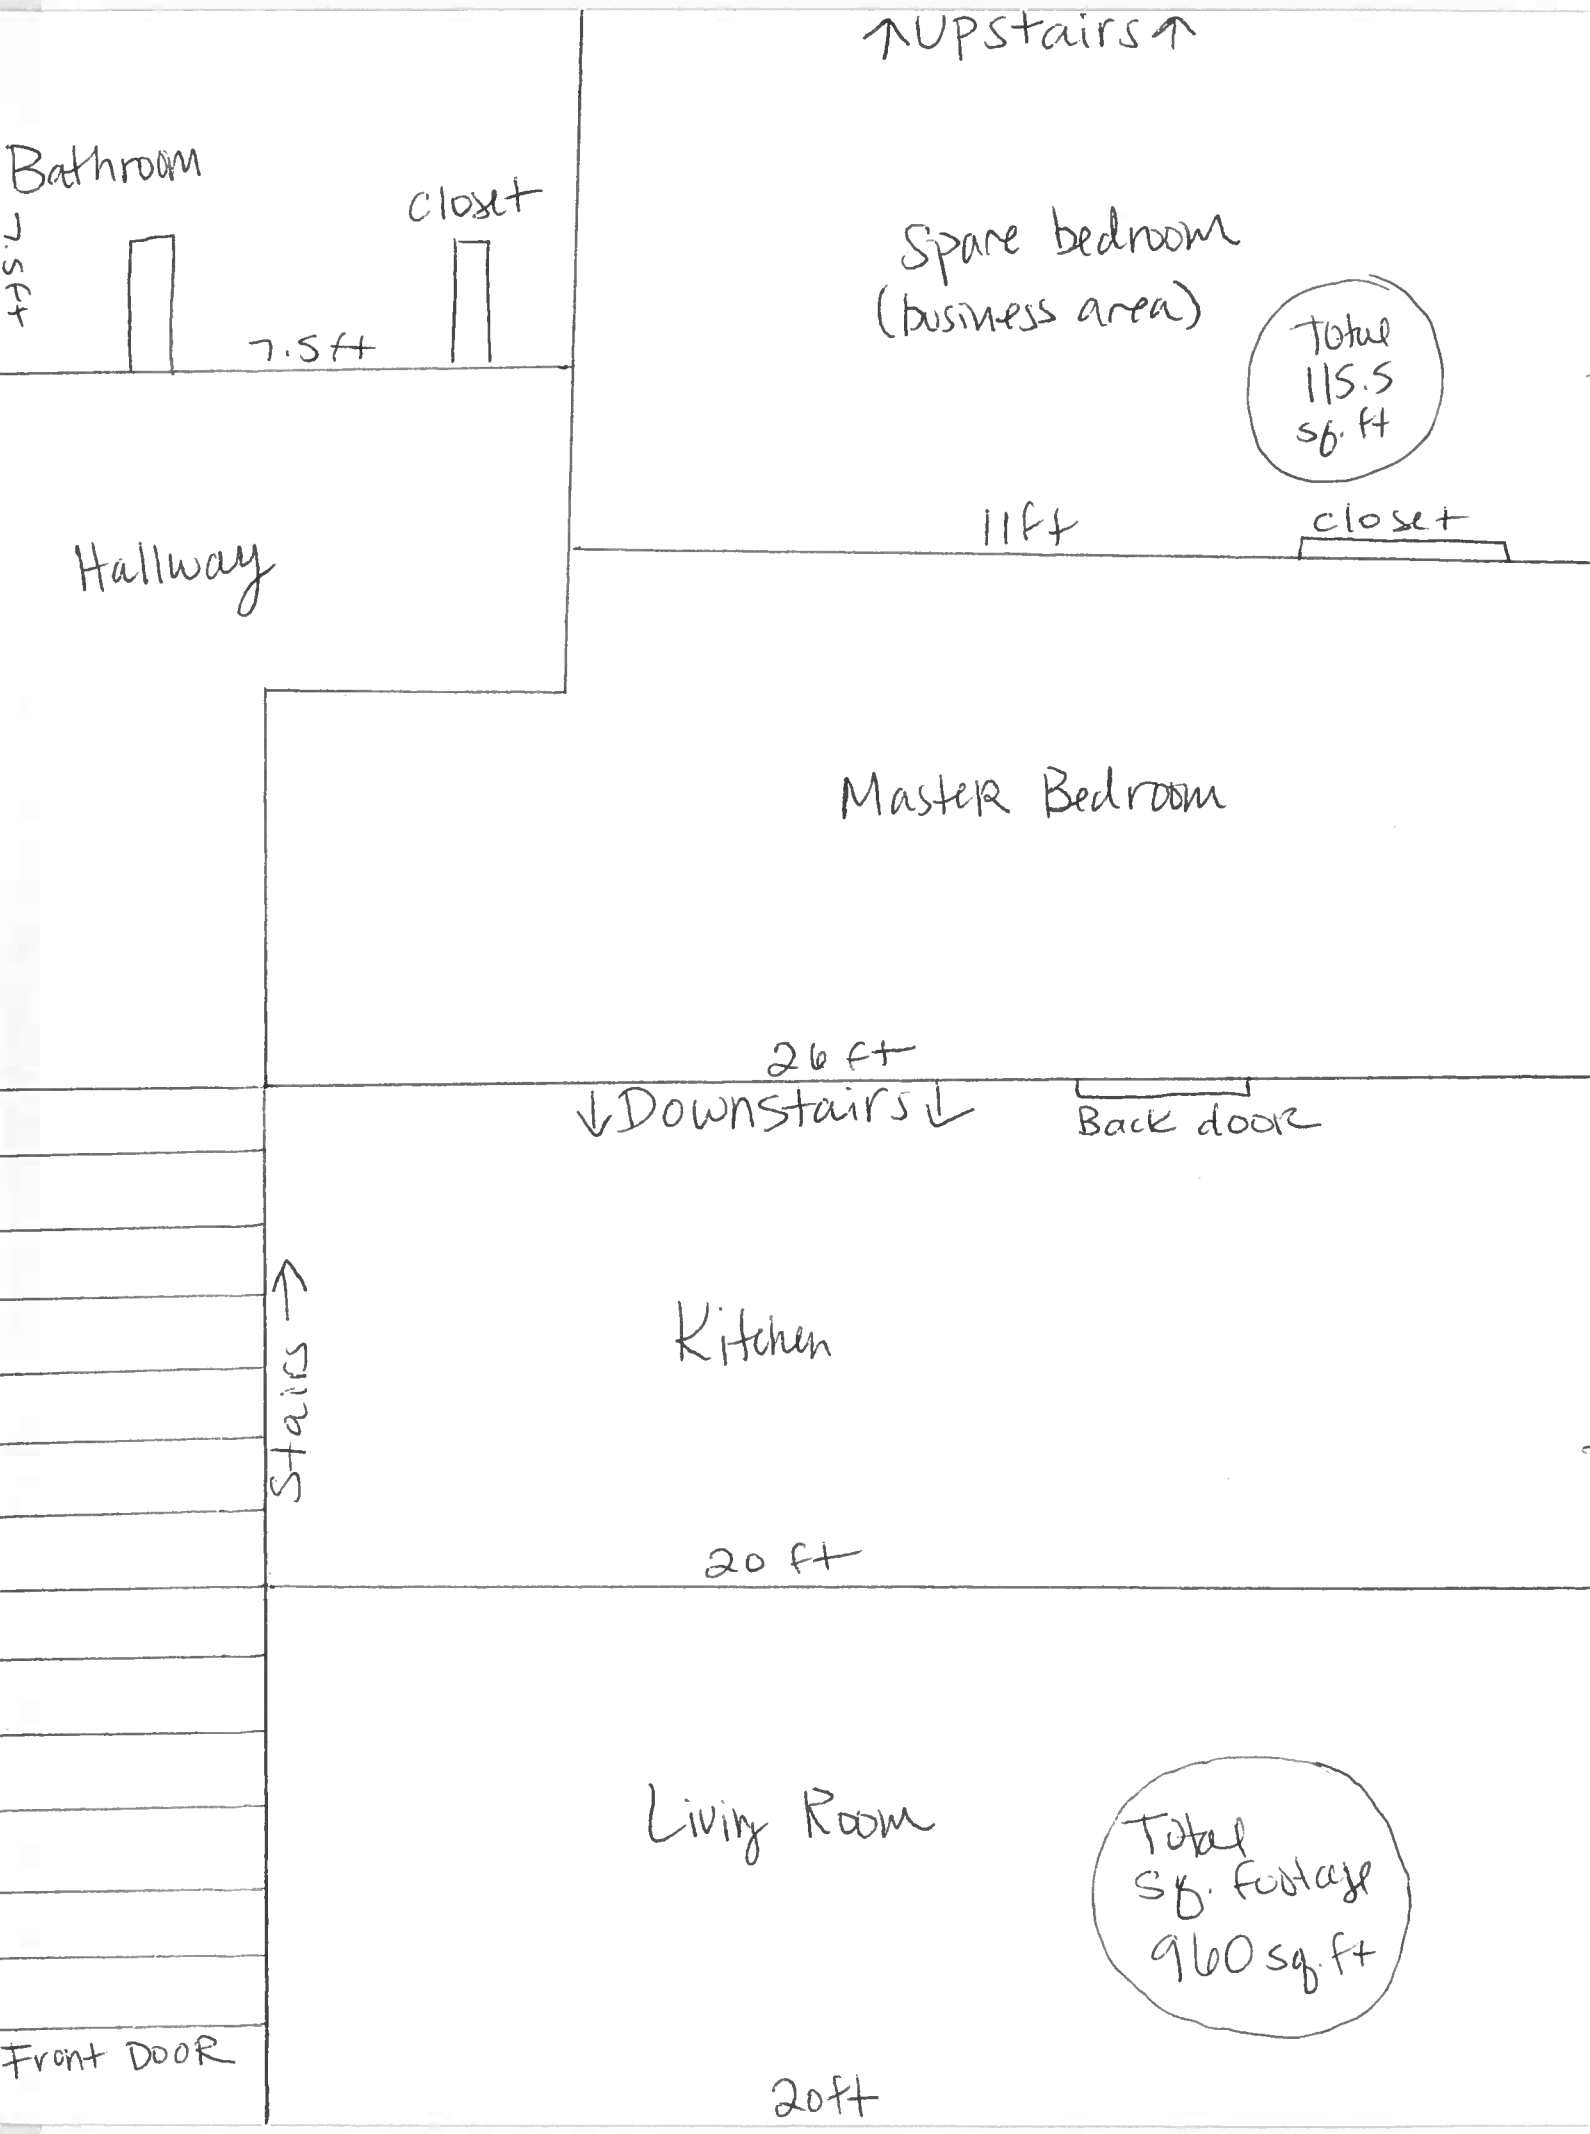 ↑Upstairs↑
Bathroom
7.5ft
closet
7.5ft
Spare bedroom
(business area)
Total
115.5
sq. ft
11ft
closet
Hallway
Master Bedroom
26 ft
↓Downstairs↓
Back door
Stairs →
Kitchen
20 ft
Living Room
Total
sq. footage
960 sq. ft
Front Door
20ft